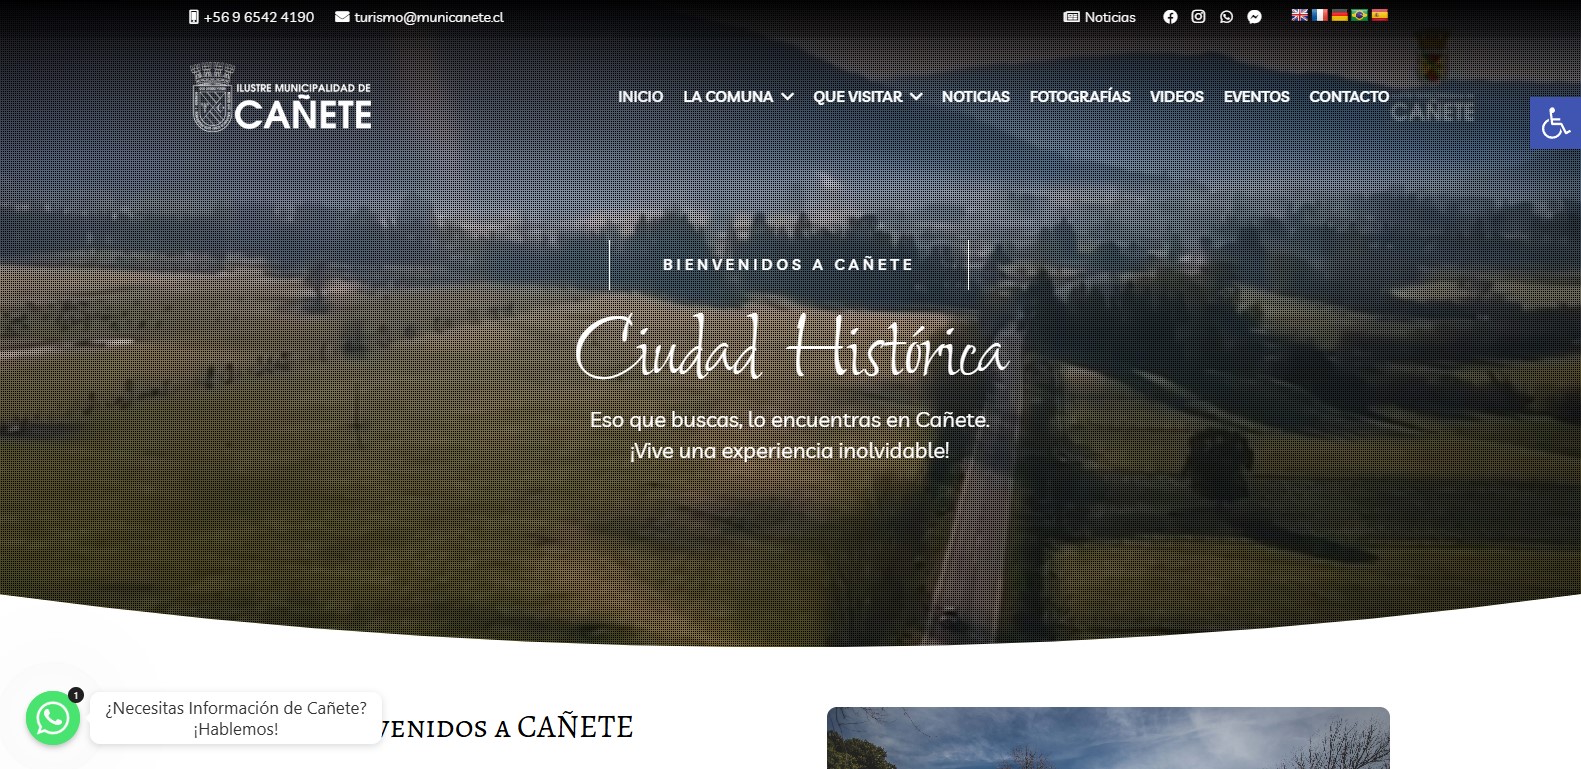 +56 9 6542 4190
turismo@municanete.cl
Noticias
ILUSTRE MUNICIPALIDAD DE
CAÑETE
INICIO
LA COMUNA
QUE VISITAR
NOTICIAS
FOTOGRAFÍAS
VIDEOS
EVENTOS
CONTACTO
CAÑETE
BIENVENIDOS A CAÑETE
Ciudad Histórica
Eso que buscas, lo encuentras en Cañete.
¡Vive una experiencia inolvidable!
1
¿Necesitas Información de Cañete?
¡Hablemos!
VENIDOS A CAÑETE